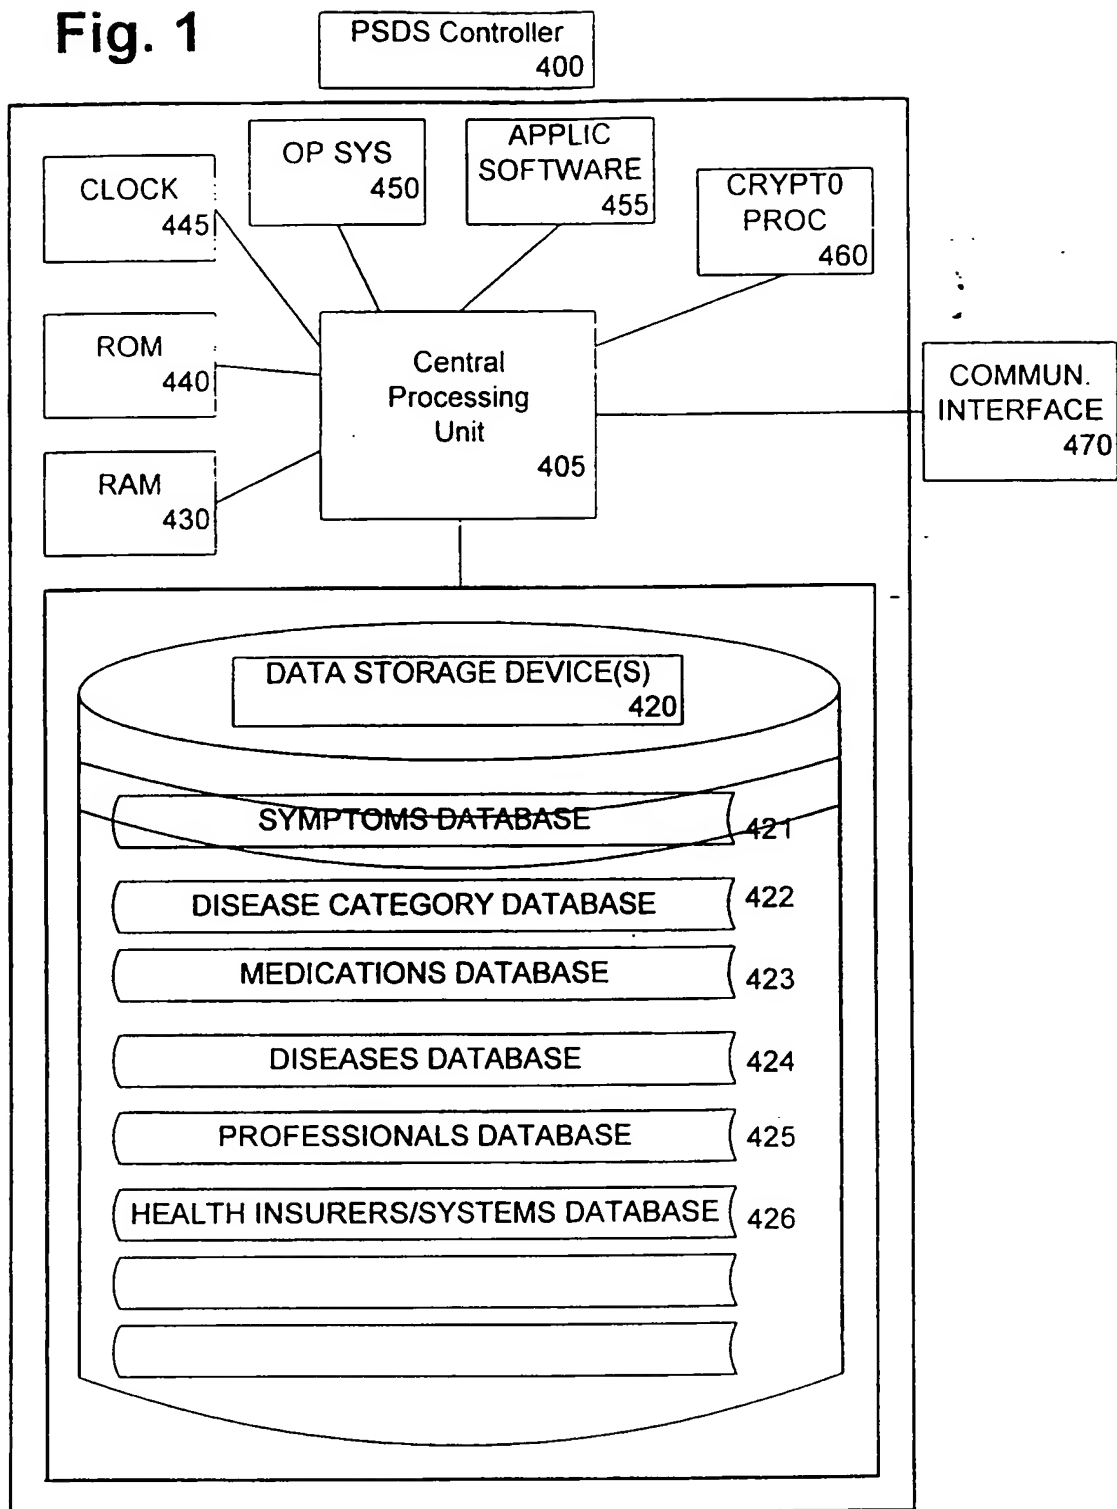 Fig. 1
PSDS Controller
400
CLOCK
445
OP SYS
450
APPLIC
SOFTWARE
455
CRYPT0
PROC
460
ROM
440
Central
Processing
Unit
405
COMMUN.
INTERFACE
470
RAM
430
DATA STORAGE DEVICE(S)
420
SYMPTOMS DATABASE
421
DISEASE CATEGORY DATABASE
422
MEDICATIONS DATABASE
423
DISEASES DATABASE
424
PROFESSIONALS DATABASE
425
HEALTH INSURERS/SYSTEMS DATABASE
426